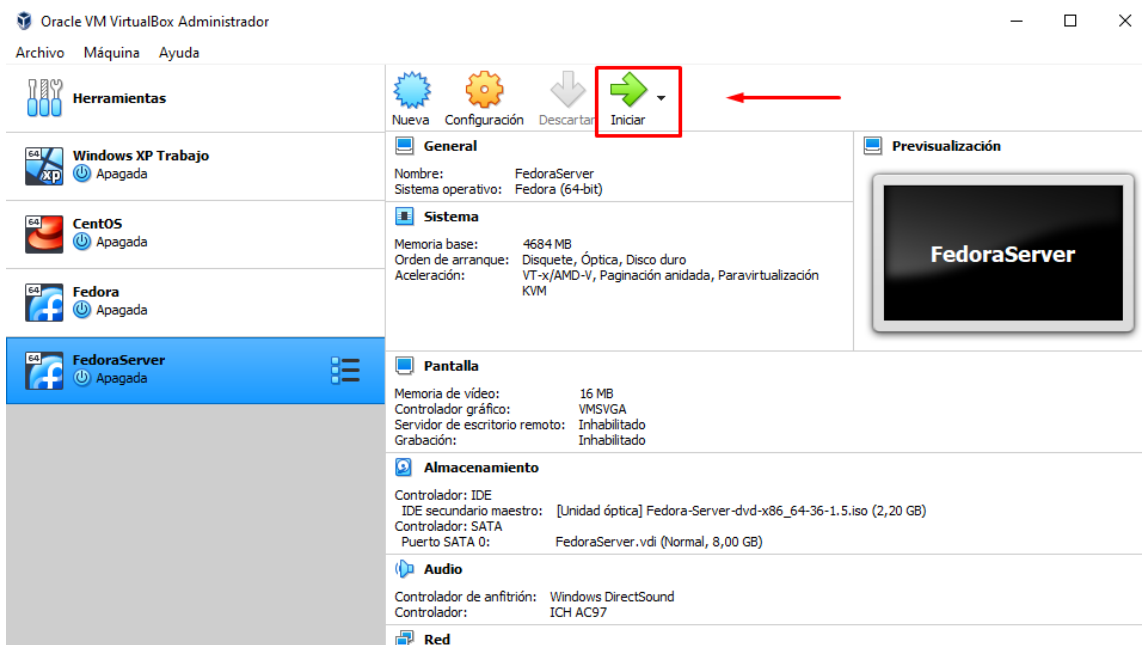 Oracle VM VirtualBox Administrador
Archivo Máquina Ayuda
Herramientas
64
Windows XP Trabajo
xp
Apagada
64
CentOS
Apagada
64
Fedora
Apagada
64
FedoraServer
Apagada
Nueva Configuración Descartar Iniciar
General
Nombre: FedoraServer
Sistema operativo: Fedora (64-bit)
Sistema
Memoria base: 4684 MB
Orden de arranque: Disquete, Óptica, Disco duro
Aceleración: VT-x/AMD-V, Paginación anidada, Paravirtualización
KVM
Previsualización
FedoraServer
Pantalla
Memoria de vídeo: 16 MB
Controlador gráfico: VMSVGA
Servidor de escritorio remoto: Inhabilitado
Grabación: Inhabilitado
Almacenamiento
Controlador: IDE
IDE secundario maestro: [Unidad óptica] Fedora-Server-dvd-x86_64-36-1.5.iso (2,20 GB)
Controlador: SATA
Puerto SATA 0: FedoraServer.vdi (Normal, 8,00 GB)
Audio
Controlador de anfitrión: Windows DirectSound
Controlador: ICH AC97
Red